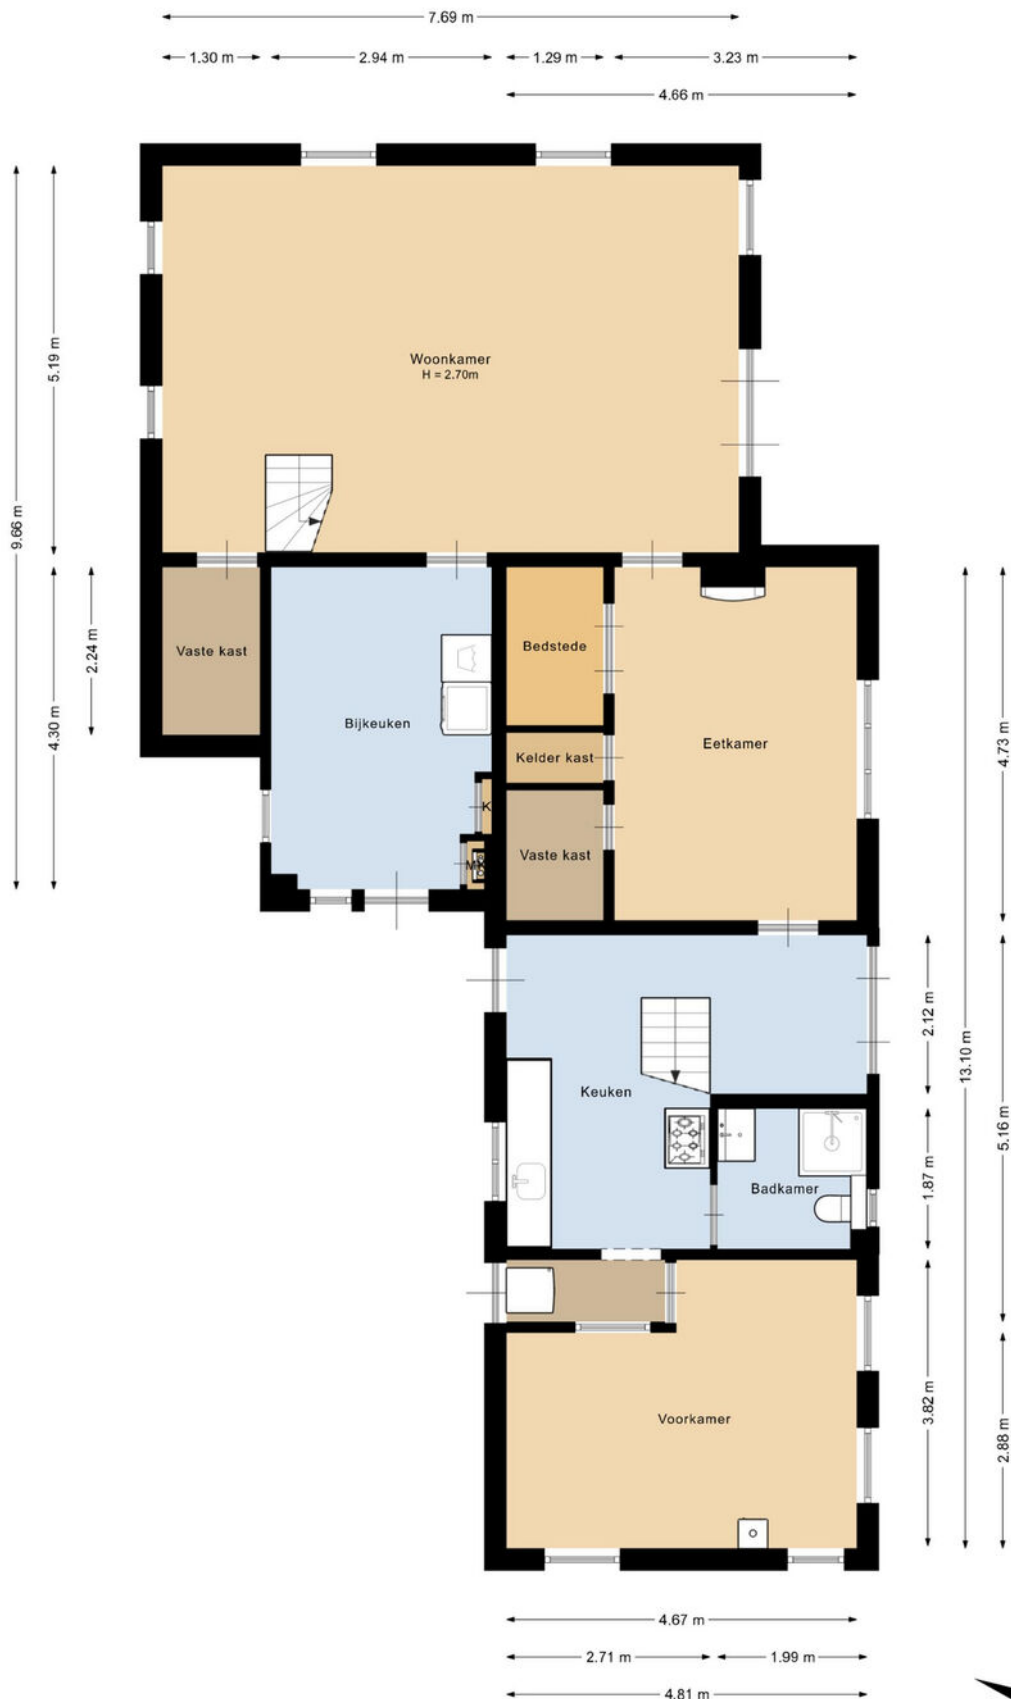 7.69 m
1.30 m
2.94 m
1.29 m
3.23 m
4.66 m
9.66 m
5.19 m
Woonkamer
H = 2.70m
4.30 m
2.24 m
Vaste kast
Bijkeuken
K
MK
Bedstede
Kelder kast
Vaste kast
Eetkamer
4.73 m
2.12 m
13.10 m
5.16 m
Keuken
1.87 m
Badkamer
3.82 m
2.88 m
Voorkamer
4.67 m
2.71 m
1.99 m
4.81 m